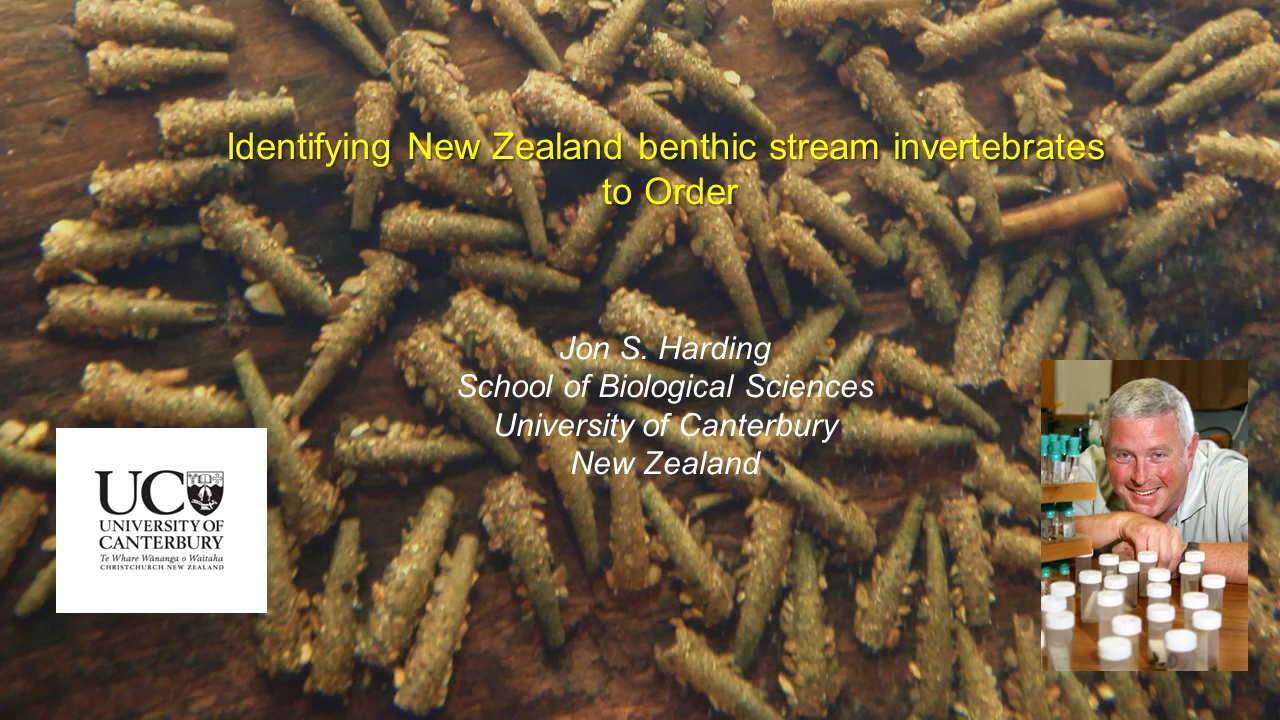 Identifying New Zealand benthic stream invertebrates
to Order
Jon S. Harding
School of Biological Sciences
University of Canterbury
New Zealand
UC
UNIVERSITY OF
CANTERBURY
Te Whare Wānanga o Waitaha
CHRISTCHURCH NEW ZEALAND